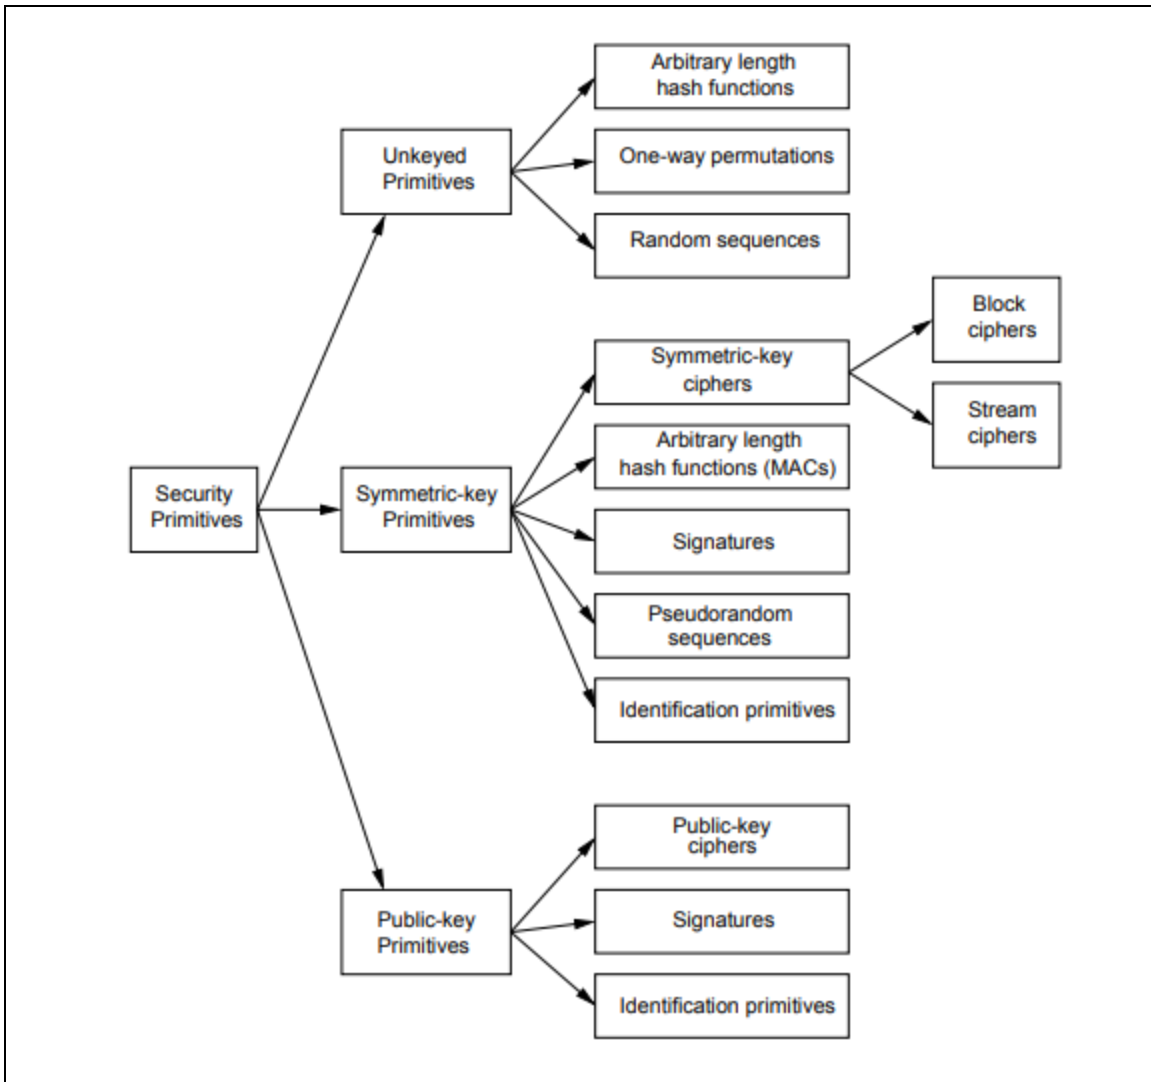 Arbitrary length
hash functions
Unkeyed
Primitives
One-way permutations
Random sequences
Block
ciphers
Symmetric-key
ciphers
Stream
ciphers
Arbitrary length
hash functions (MACs)
Security
Primitives
Symmetric-key
Primitives
Signatures
Pseudorandom
sequences
Identification primitives
Public-key
ciphers
Public-key
Primitives
Signatures
Identification primitives